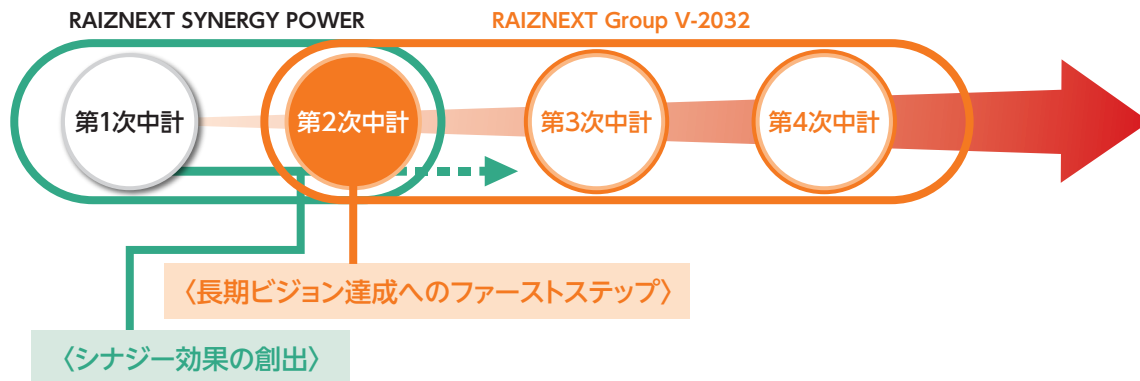 RAIZNEXT SYNERGY POWER
RAIZNEXT Group V-2032
第1次中計
第2次中計
第3次中計
第4次中計
〈長期ビジョン達成へのファーストステップ〉
〈シナジー効果の創出〉